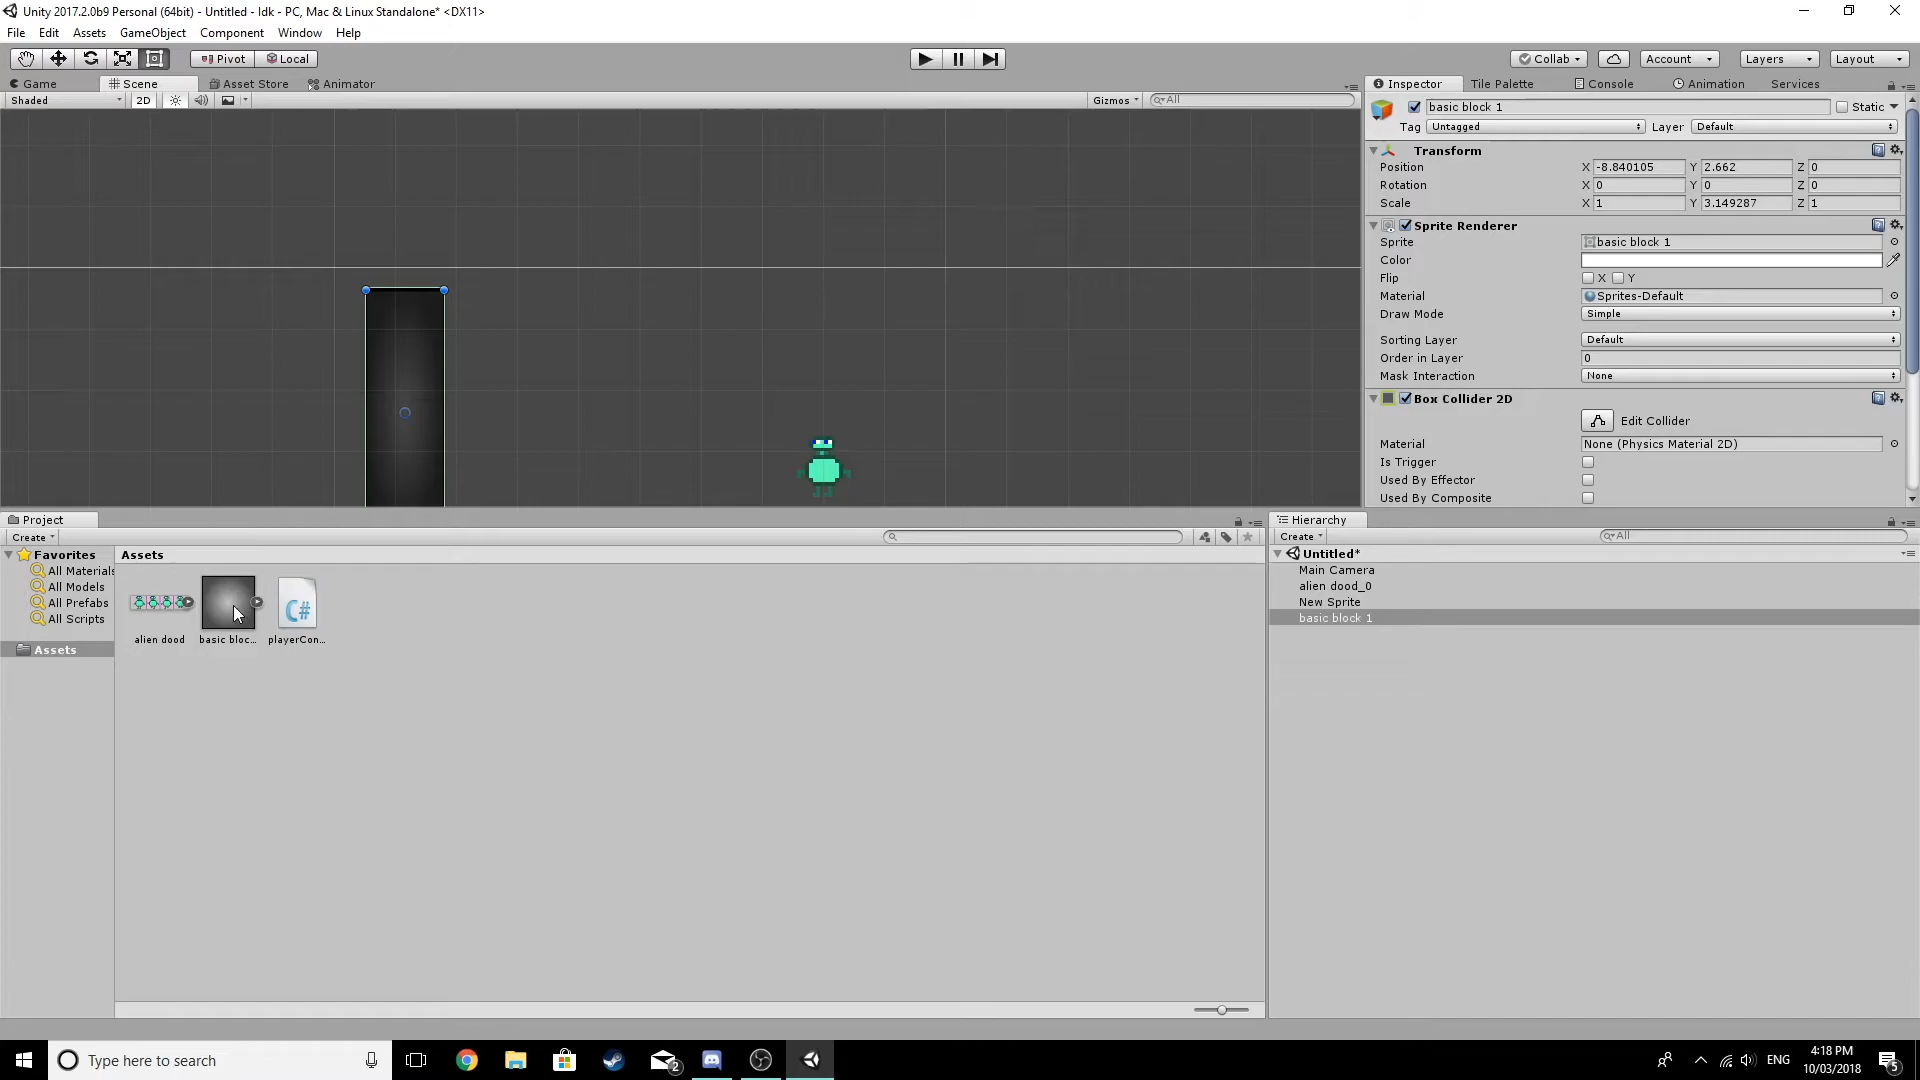 Unity 2017.2.0b9 Personal (64bit) - Untitled - Idk - PC, Mac & Linux Standalone* <DX11>
File Edit Assets GameObject Component Window Help
Pivot Local Collab Account Layers Layout
Game Scene Asset Store Animator
Shaded 2D Gizmos All
Inspector Tile Palette Console Animation Services
basic block 1 Static
Tag Untagged Layer Default
Transform
Position X -8.840105 Y 2.662 Z 0
Rotation X 0 Y 0 Z 0
Scale X 1 Y 3.149287 Z 1
Sprite Renderer
Sprite basic block 1
Color
Flip X Y
Material Sprites-Default
Draw Mode Simple
Sorting Layer Default
Order in Layer 0
Mask Interaction None
Box Collider 2D
Edit Collider
Material None (Physics Material 2D)
Is Trigger
Used By Effector
Used By Composite
Project
Create
Favorites
All Materials
All Models
All Prefabs
All Scripts
Assets
Assets
alien dood basic bloc... playerCon...
C#
Hierarchy
Create All
Untitled*
Main Camera
alien dood_0
New Sprite
basic block 1
Type here to search
2
ENG
4:18 PM
10/03/2018
5